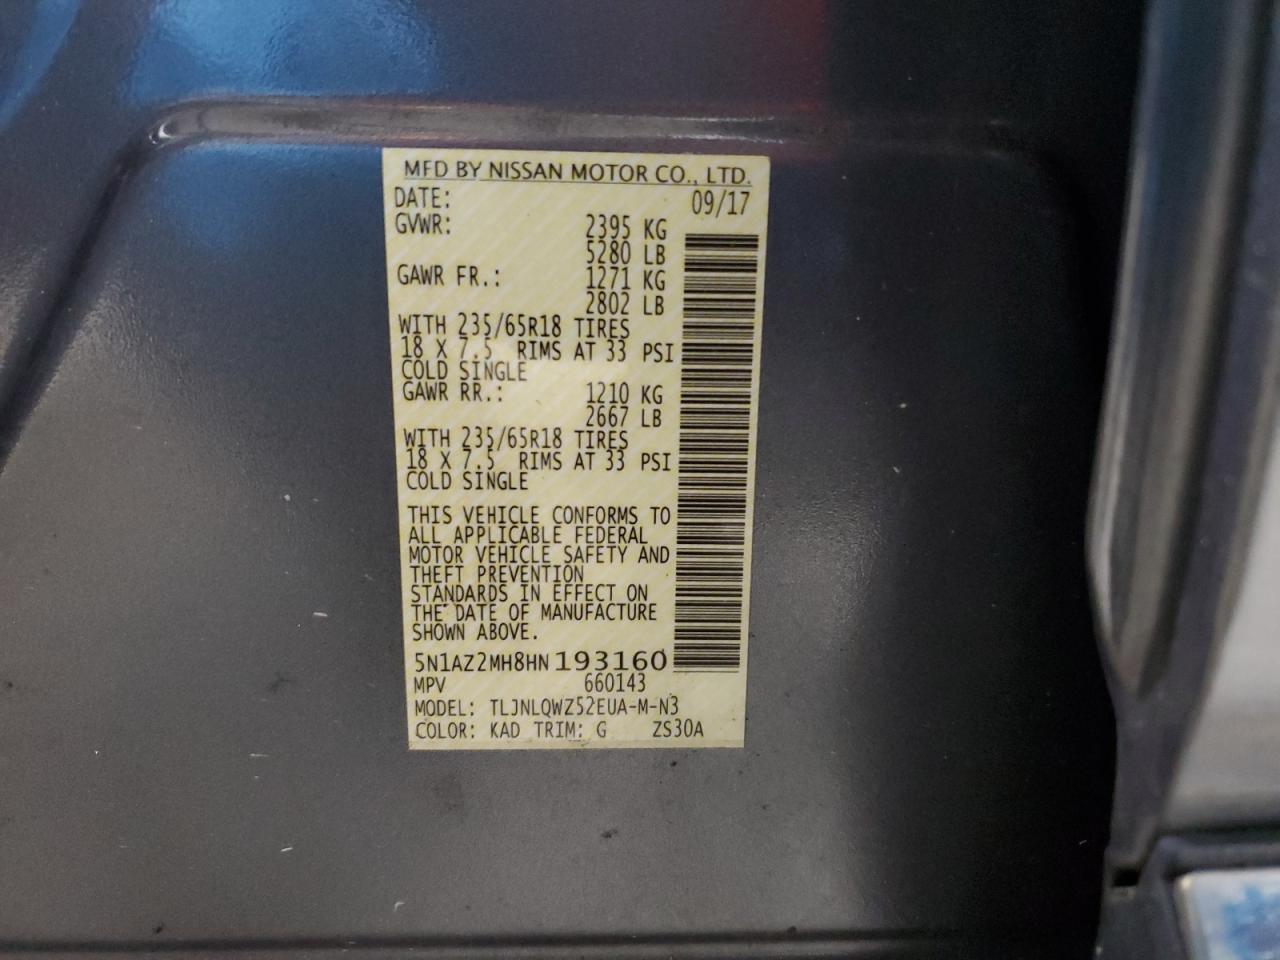 MFD BY NISSAN MOTOR CO., LTD.
DATE: 09/17
GVWR: 2395 KG
5280 LB
GAWR FR.: 1271 KG
2802 LB
WITH 235/65R18 TIRES
18 X 7.5 RIMS AT 33 PSI
COLD SINGLE
GAWR RR.: 1210 KG
2667 LB
WITH 235/65R18 TIRES
18 X 7.5 RIMS AT 33 PSI
COLD SINGLE
THIS VEHICLE CONFORMS TO
ALL APPLICABLE FEDERAL
MOTOR VEHICLE SAFETY AND
THEFT PREVENTION
STANDARDS IN EFFECT ON
THE DATE OF MANUFACTURE
SHOWN ABOVE.
5N1AZ2MH8HN193160
MPV 660143
MODEL: TLJNLQWZ52EUA-M-N3
COLOR: KAD TRIM: G ZS30A